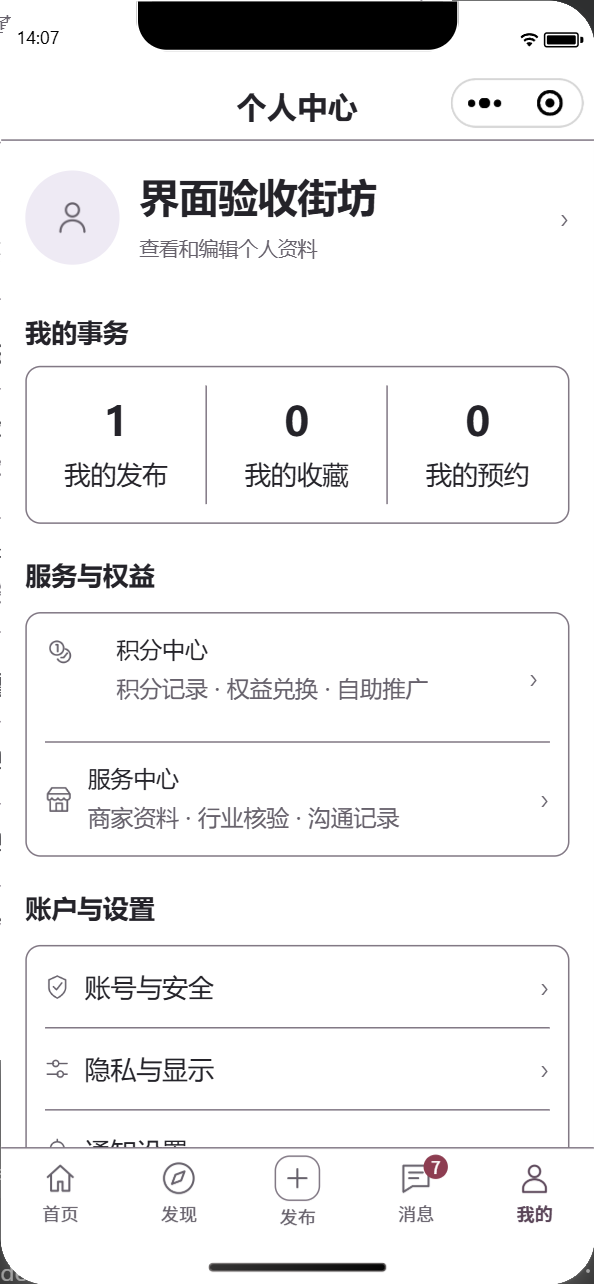 14:07
个人中心
界面验收街坊
查看和编辑个人资料
我的事务
1 0 0
我的发布 我的收藏 我的预约
服务与权益
积分中心
积分记录 · 权益兑换 · 自助推广
服务中心
商家资料 · 行业核验 · 沟通记录
账户与设置
账号与安全
隐私与显示
通知设置
7
首页 发现 发布 消息 我的